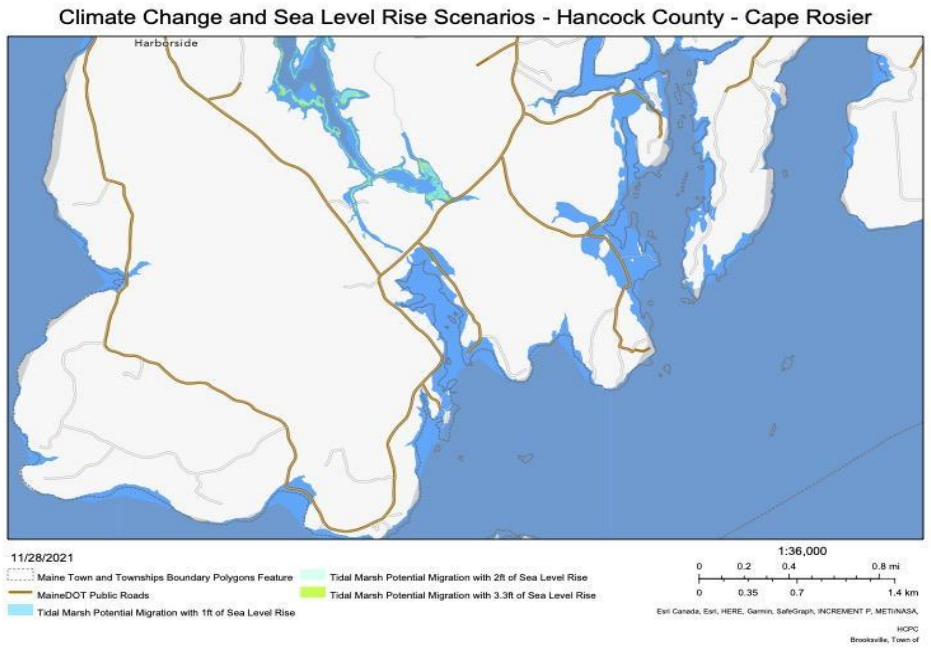 Climate Change and Sea Level Rise Scenarios - Hancock County - Cape Rosier
Harborside
11/28/2021
Maine Town and Townships Boundary Polygons Feature
MaineDOT Public Roads
Tidal Marsh Potential Migration with 1ft of Sea Level Rise
Tidal Marsh Potential Migration with 2ft of Sea Level Rise
Tidal Marsh Potential Migration with 3.3ft of Sea Level Rise
1:36,000
0 0.2 0.4 0.8 mi
0 0.35 0.7 1.4 km
Esri Canada, Esri, HERE, Garmin, SafeGraph, INCREMENT P, METI/NASA,
HCPC
Brooksville, Town of